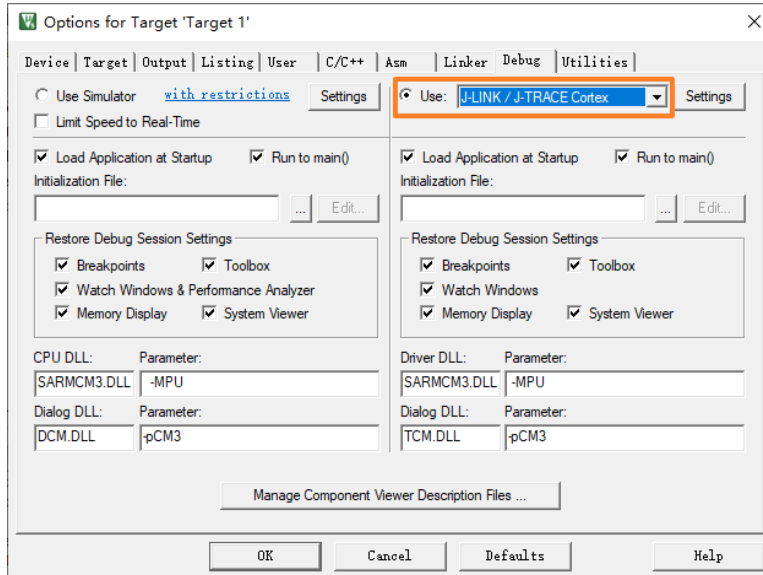 Options for Target 'Target 1'
Device Target Output Listing User C/C++ Asm Linker Debug Utilities
Use Simulator with restrictions Settings
Limit Speed to Real-Time
Use: J-LINK / J-TRACE Cortex Settings
Load Application at Startup Run to main()
Initialization File:
... Edit...
Restore Debug Session Settings
Breakpoints Toolbox
Watch Windows & Performance Analyzer
Memory Display System Viewer
Load Application at Startup Run to main()
Initialization File:
... Edit...
Restore Debug Session Settings
Breakpoints Toolbox
Watch Windows
Memory Display System Viewer
CPU DLL: Parameter:
SARMCM3.DLL -MPU
Dialog DLL: Parameter:
DCM.DLL -pCM3
Driver DLL: Parameter:
SARMCM3.DLL -MPU
Dialog DLL: Parameter:
TCM.DLL -pCM3
Manage Component Viewer Description Files ...
OK Cancel Defaults Help